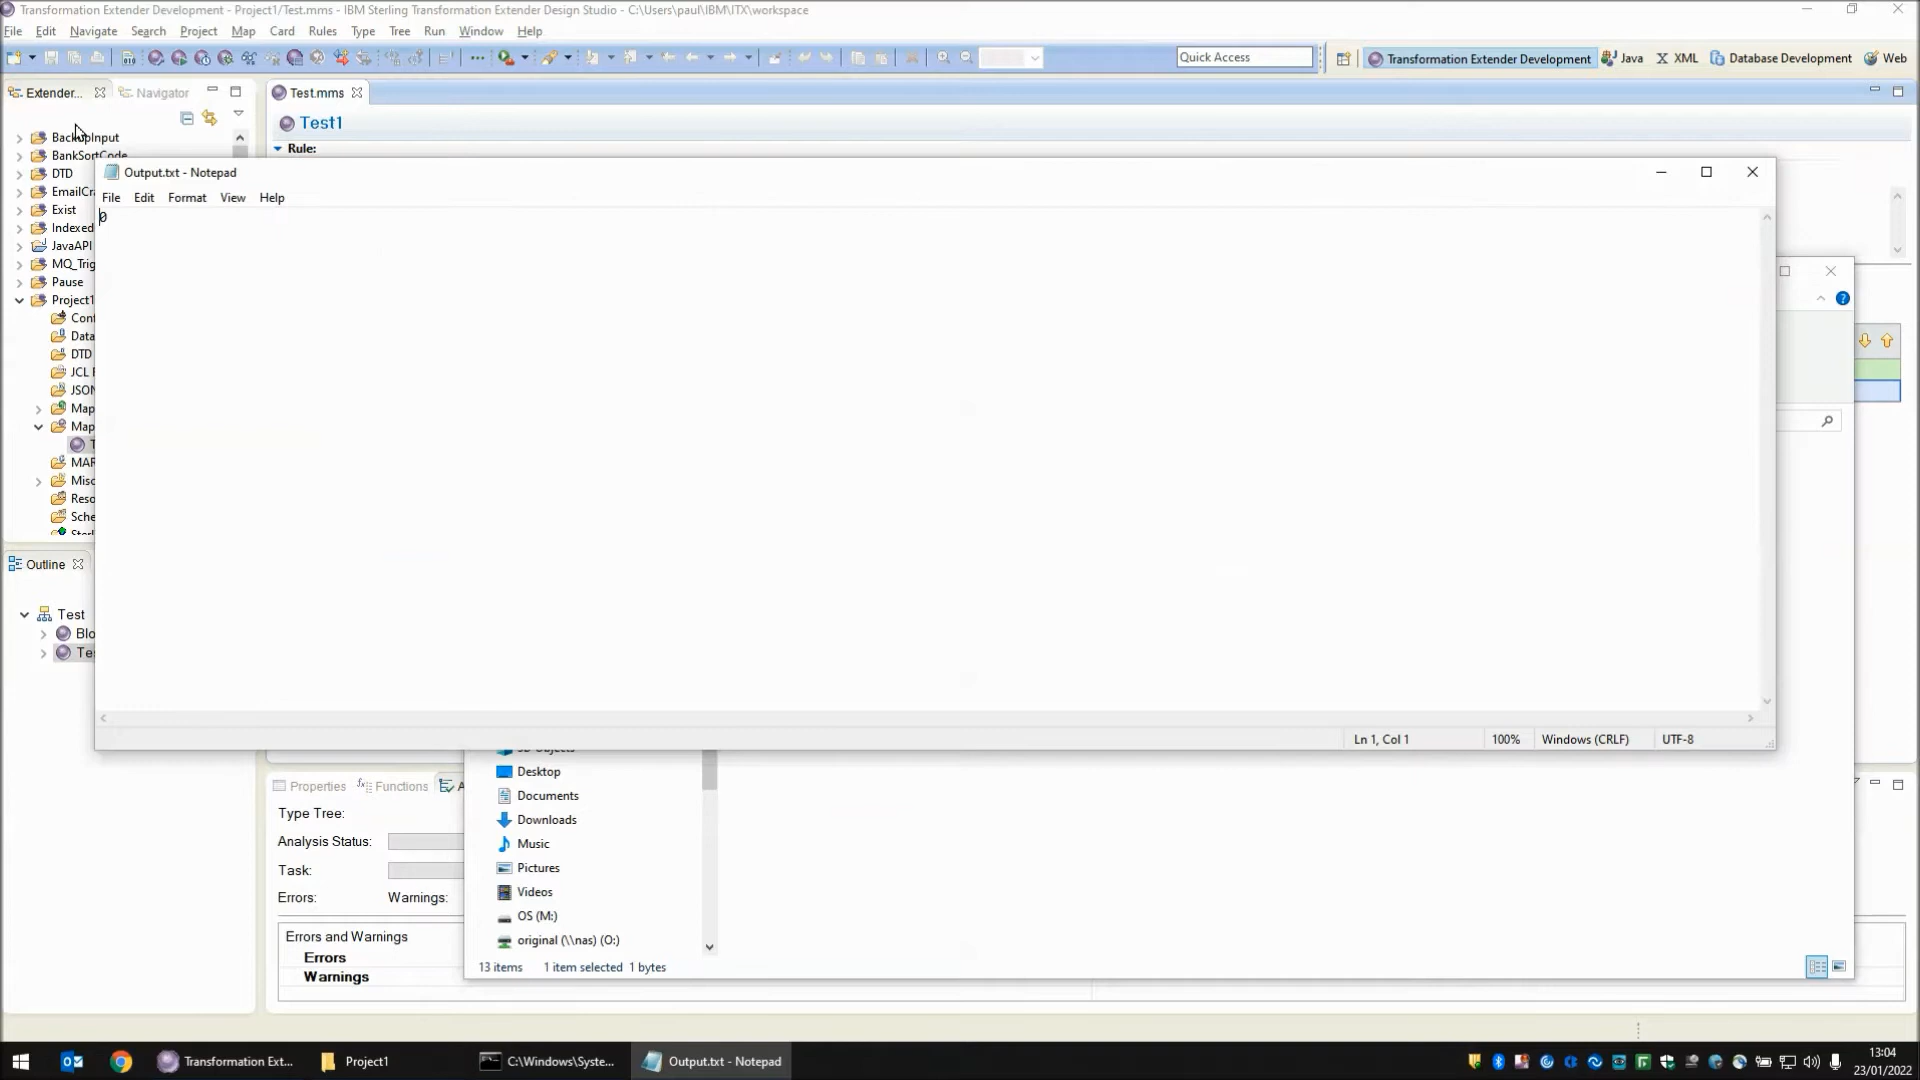 Transformation Extender Development - Project1/Test.mms - IBM Sterling Transformation Extender Design Studio - C:\Users\paul\IBM\ITX\workspace
File Edit Navigate Search Project Map Card Rules Type Tree Run Window Help
Quick Access
Transformation Extender Development
Java
XML
Database Development
Web
Extender...
Navigator
Test.mms
Test1
Rule:
BackupInput
BankSortCode
DTD
EmailCra
Exist
Indexed
JavaAPI
MQ_Trig
Pause
Project1
Conf
Data
DTD
JCL F
JSON
Map
Map
T
MAR
Misc
Reso
Sche
Output.txt - Notepad
File Edit Format View Help
0
Ln 1, Col 1
100%
Windows (CRLF)
UTF-8
Outline
Test
Blo
Tes
Desktop
Documents
Downloads
Music
Pictures
Videos
OS (M:)
original (\\nas) (O:)
13 items 1 item selected 1 bytes
Properties
Functions
A
Type Tree:
Analysis Status:
Task:
Errors: Warnings:
Errors and Warnings
Errors
Warnings
Transformation Ext...
Project1
C:\Windows\Syste...
Output.txt - Notepad
13:04
23/01/2022